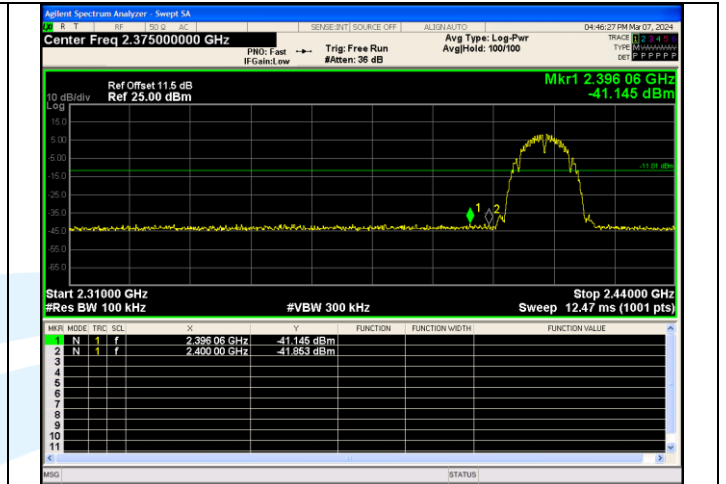 Agilent Spectrum Analyzer - Swept SA
R T RF 50 Ω AC SENSE:INT SOURCE OFF ALIGN AUTO 04:46:27 PM Mar 07, 2024
Center Freq 2.375000000 GHz Avg Type: Log-Pwr TRACE 1 2 3 4 5 6
PNO: Fast Trig: Free Run Avg|Hold: 100/100 TYPE M
IFGain:Low #Atten: 36 dB DET P P P P P P
Mkr1 2.396 06 GHz
Ref Offset 11.5 dB
10 dB/div Ref 25.00 dBm -41.145 dBm
Log
15.0
5.00
-5.00
-11.01 dBm
-15.0
-25.0
-35.0
1 2
-45.0
-55.0
-65.0
Start 2.31000 GHz Stop 2.44000 GHz
#Res BW 100 kHz #VBW 300 kHz Sweep 12.47 ms (1001 pts)
MKR MODE TRC SCL X Y FUNCTION FUNCTION WIDTH FUNCTION VALUE
1 N 1 f 2.396 06 GHz -41.145 dBm
2 N 1 f 2.400 00 GHz -41.853 dBm
3
4
5
6
7
8
9
10
11
MSG STATUS